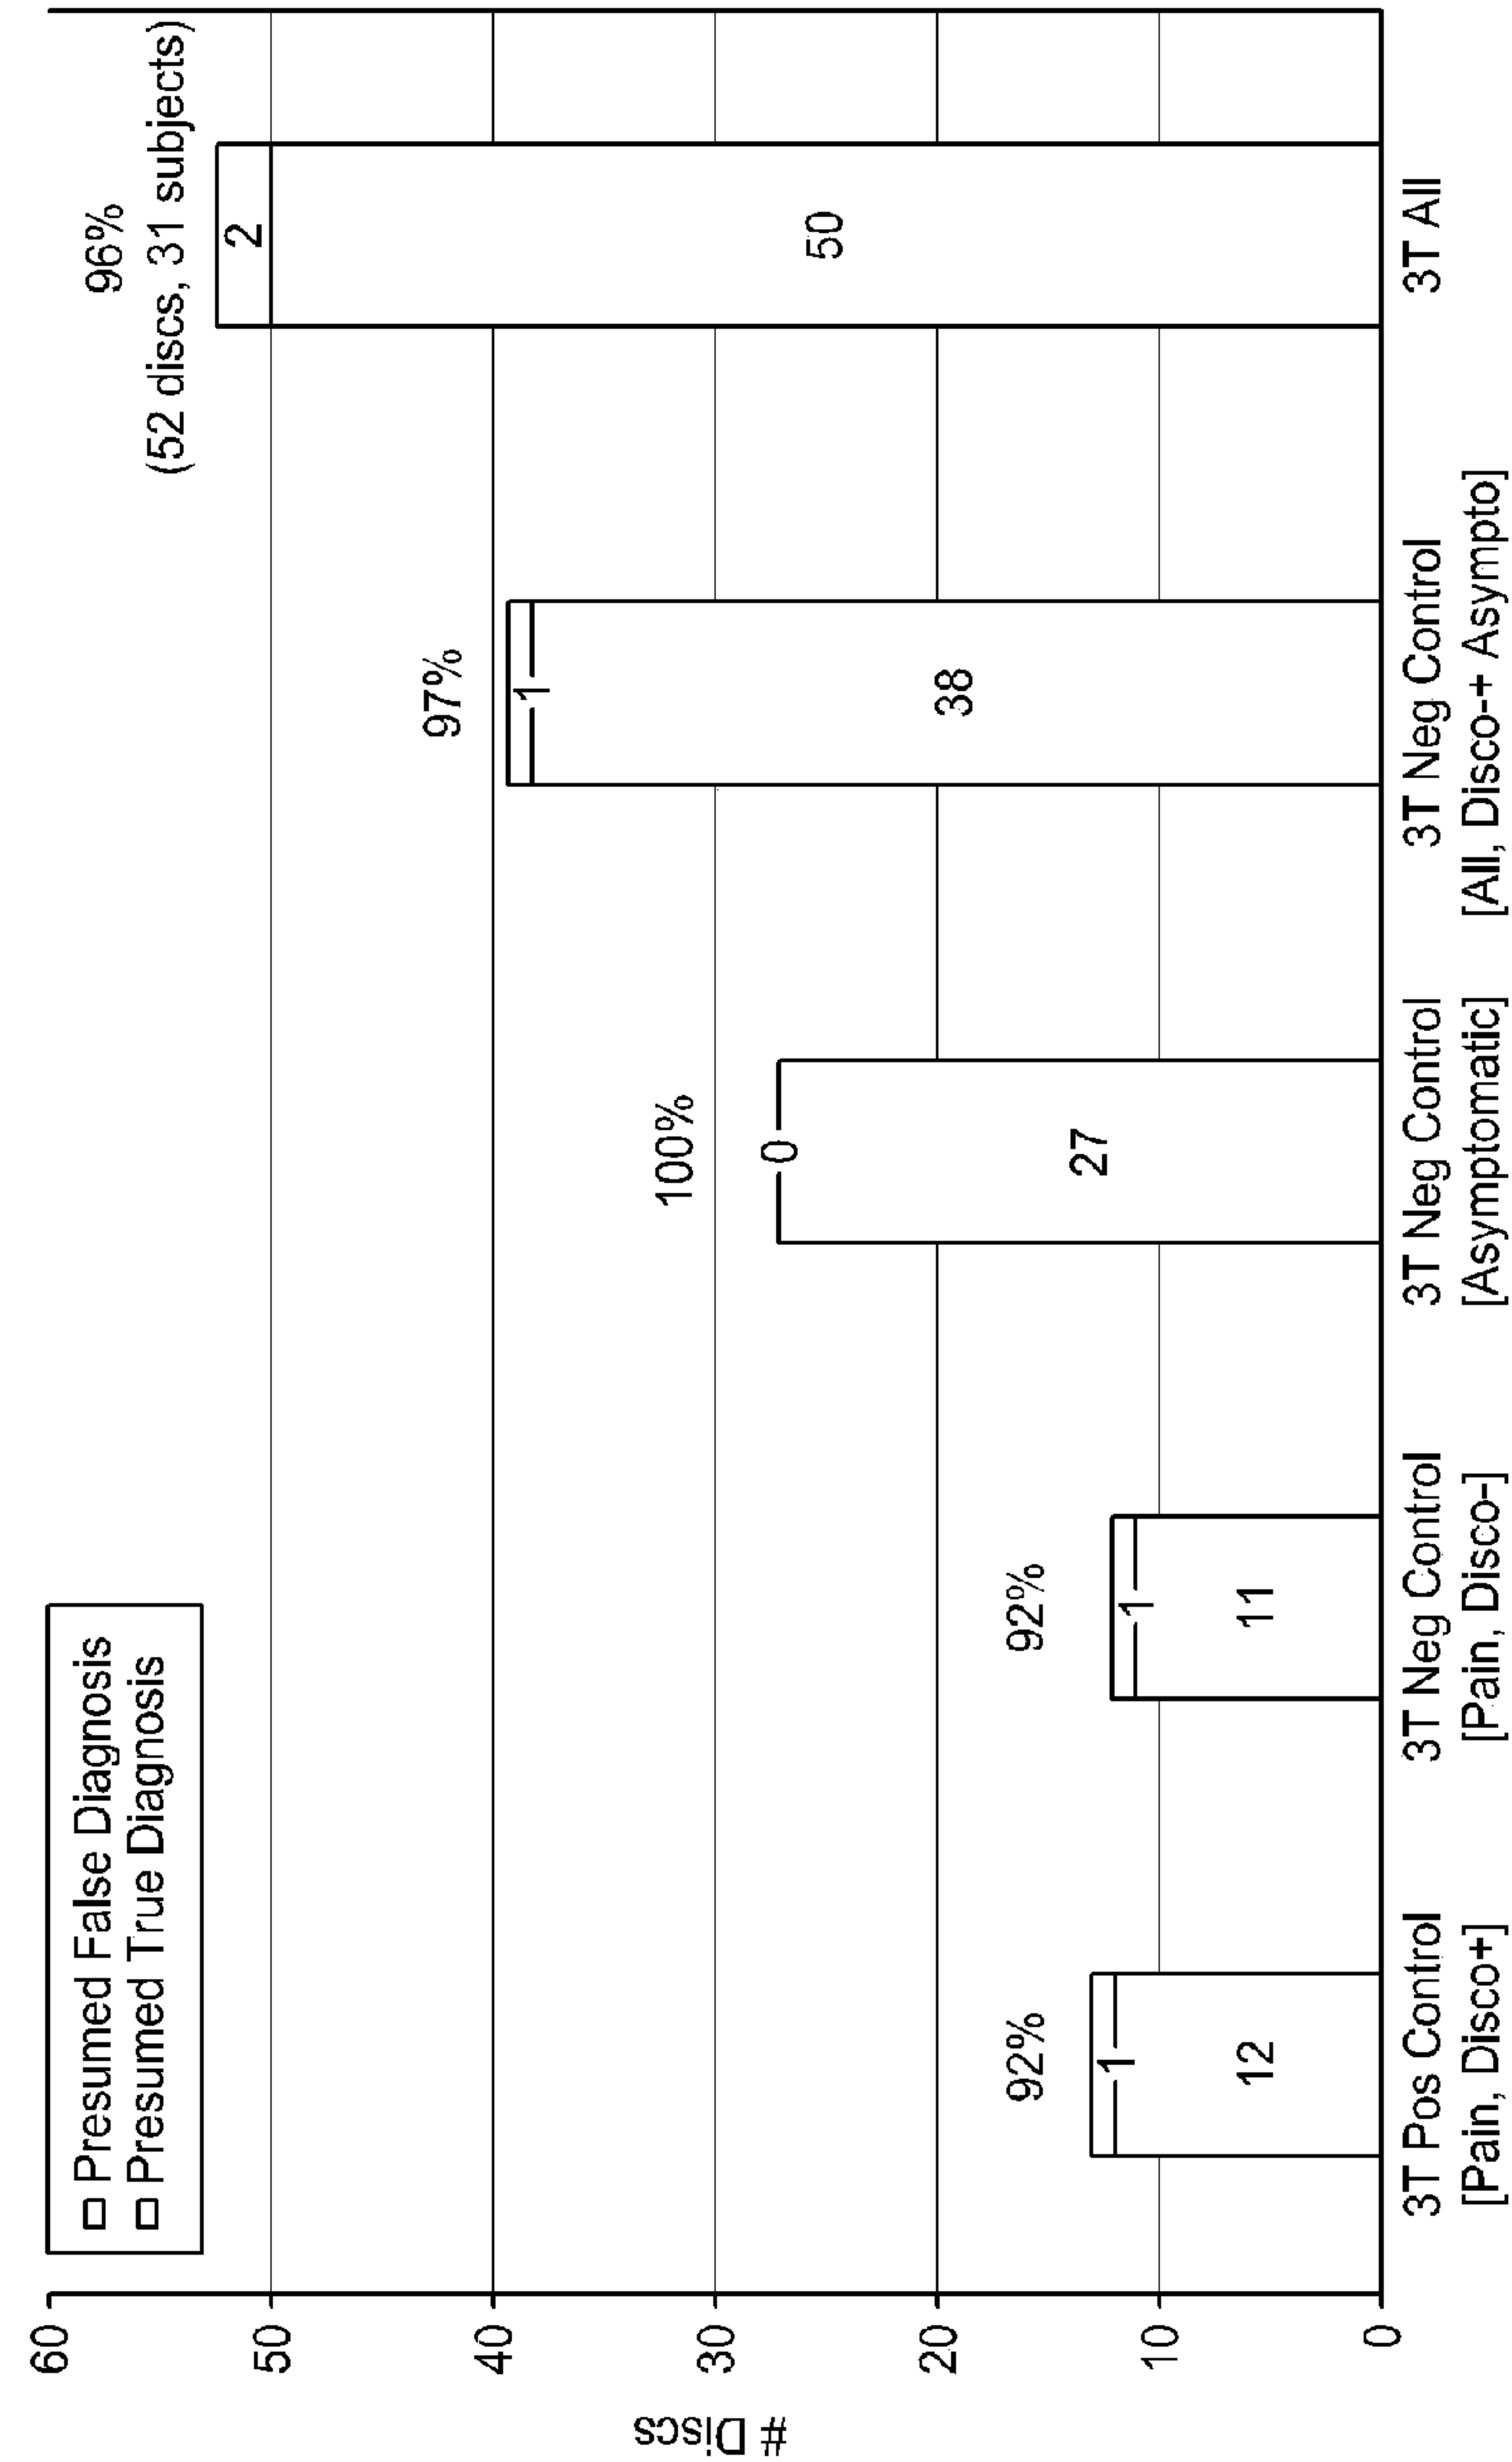 Presumed False Diagnosis
Presumed True Diagnosis
# Discs
60
50
40
30
20
10
0
92%
1
12
92%
1
11
100%
0
27
97%
1
38
96%
(52 discs, 31 subjects)
2
50
3T Pos Control
[Pain, Disco+]
3T Neg Control
[Pain, Disco-]
3T Neg Control
[Asymptomatic]
3T Neg Control
[All, Disco-+ Asympto]
3T All